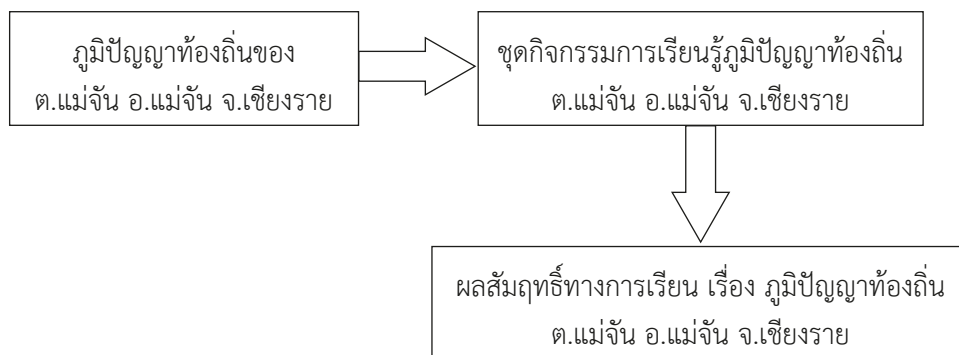 ภูมิปัญญาท้องถิ่นของ
ต.แม่จัน อ.แม่จัน จ.เชียงราย
ชุดกิจกรรมการเรียนรู้ภูมิปัญญาท้องถิ่น
ต.แม่จัน อ.แม่จัน จ.เชียงราย
ผลสัมฤทธิ์ทางการเรียน เรื่อง ภูมิปัญญาท้องถิ่น
ต.แม่จัน อ.แม่จัน จ.เชียงราย